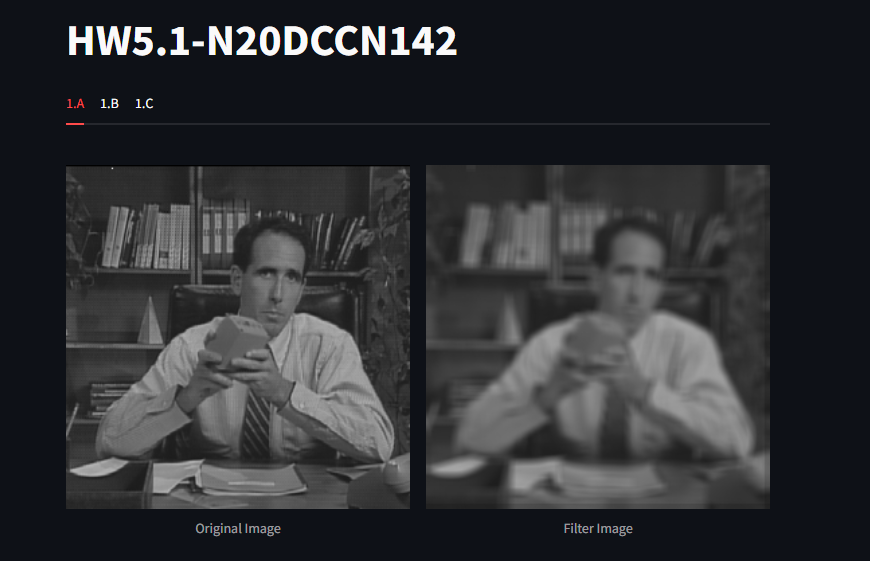 HW5.1-N20DCCN142
1.A 1.B 1.C
Original Image Filter Image